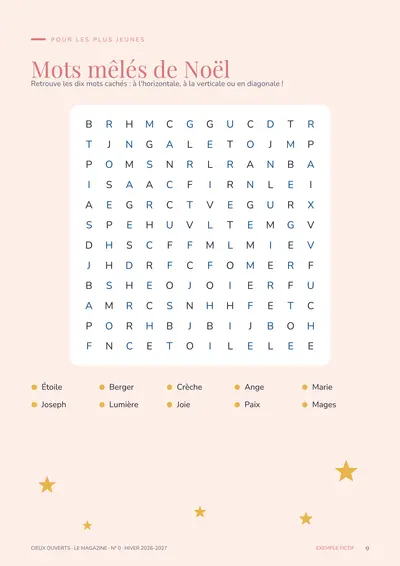 POUR LES PLUS JEUNES
Mots mêlés de Noël
Retrouve les dix mots cachés : à l'horizontale, à la verticale ou en diagonale !
B R H M C G G U C D T R
T J N G A L E T O J M P
P O M S N R L R A N B A
I S A A C F I R N L E I
A E G R C T V E G U R X
S P E H U V L T E M G V
D H S C F F M L M I E V
J H D R F C F O M E R F
B S H E O J O I E R F U
A M R C S N H H F E T C
P O R H B J B I J B O H
F N C E T O I L E L E E
Étoile Berger Crèche Ange Marie
Joseph Lumière Joie Paix Mages
CIEUX OUVERTS · LE MAGAZINE · N° 0 · HIVER 2026-2027 EXEMPLE FICTIF 9